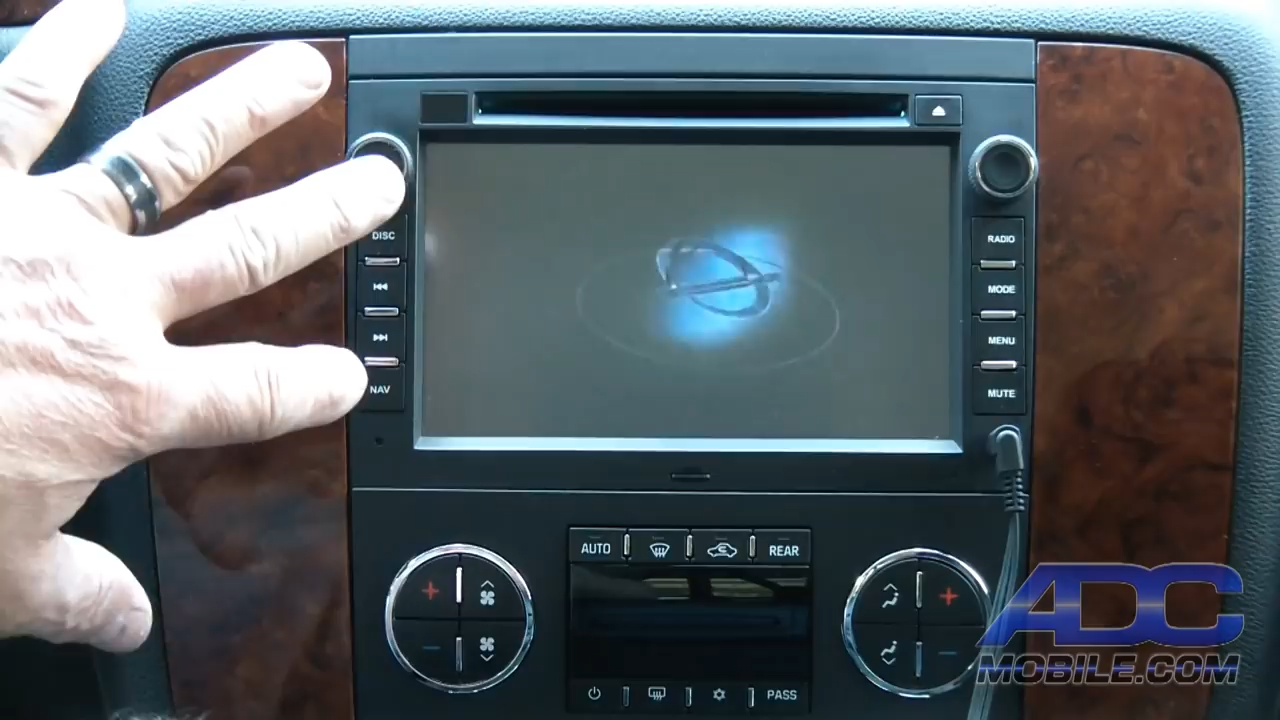 DISC
NAV
RADIO
MODE
MENU
MUTE
AUTO
REAR
PASS
ADC
MOBILE.COM